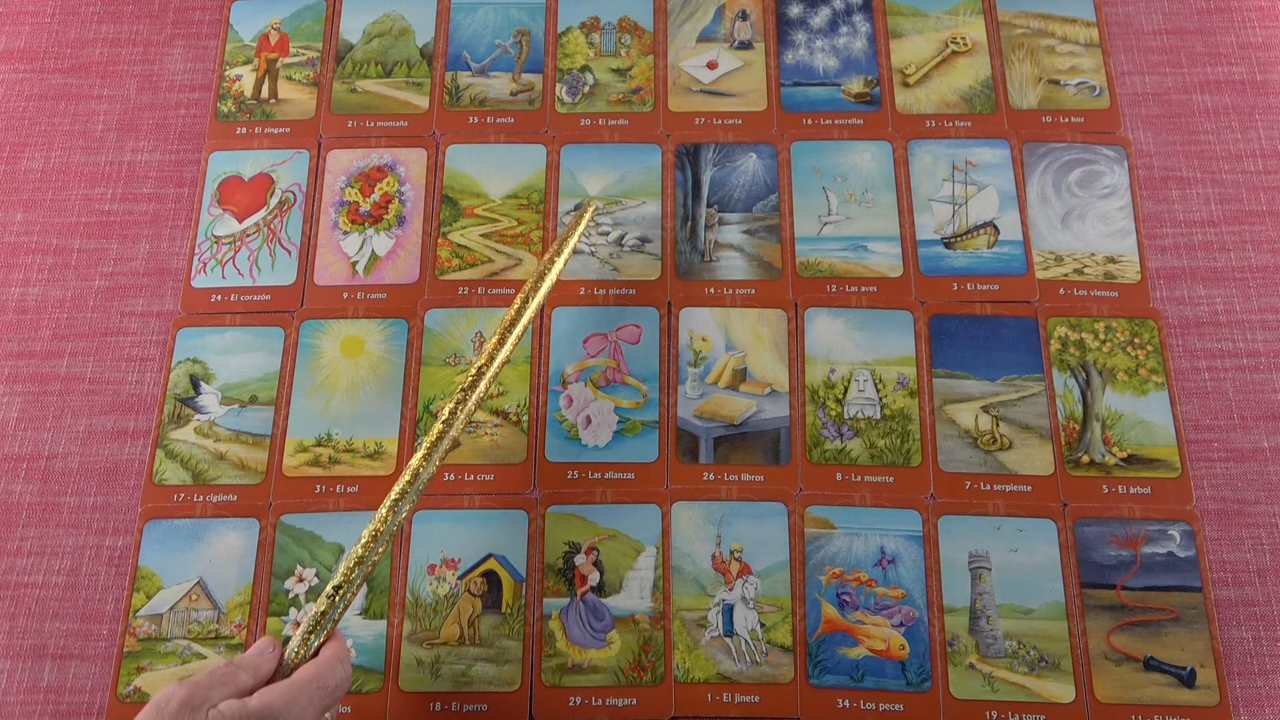 28 - El zíngaro
21 - La montaña
35 - El ancla
20 - El jardín
27 - La carta
16 - Las estrellas
33 - La llave
10 - La hoz
24 - El corazón
9 - El ramo
22 - El camino
2 - Las piedras
14 - La zorra
12 - Las aves
3 - El barco
6 - Los vientos
17 - La cigüeña
31 - El sol
36 - La cruz
25 - Las alianzas
26 - Los libros
8 - La muerte
7 - La serpiente
5 - El árbol
18 - El perro
29 - La zíngara
1 - El jinete
34 - Los peces
19 - La torre